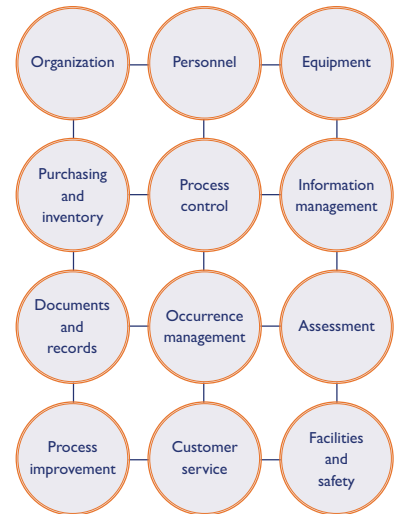 Organization
Personnel
Equipment
Purchasing
and
inventory
Process
control
Information
management
Documents
and
records
Occurrence
management
Assessment
Process
improvement
Customer
service
Facilities
and
safety